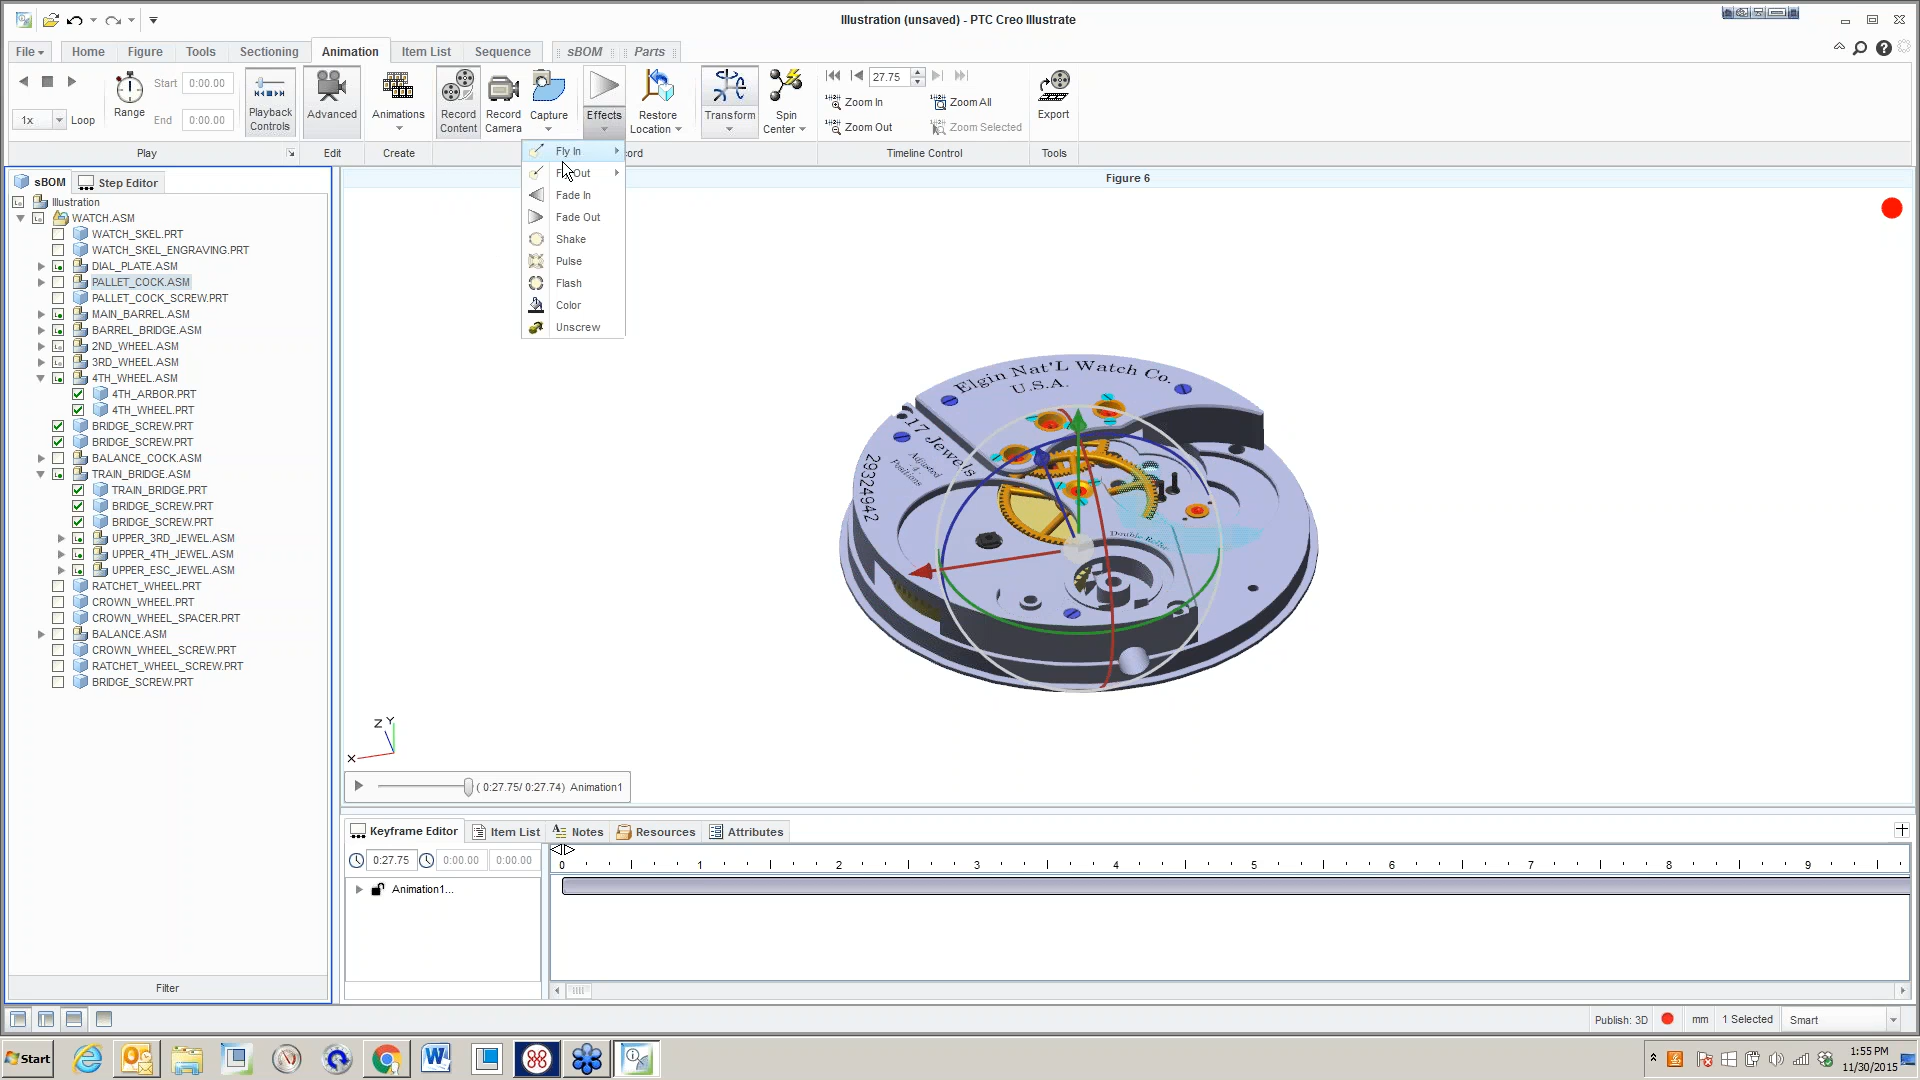 Illustration (unsaved) - PTC Creo Illustrate
File Home Figure Tools Sectioning Animation Item List Sequence sBOM Parts
Start 0:00.00
End 0:00.00
1x Loop
Range
Playback Controls
Advanced
Animations
Record Content
Record Camera
Capture
Effects
Restore Location
Transform
Spin Center
27.75
Zoom In Zoom All
Zoom Out Zoom Selected
Export
Play Edit Create ord Timeline Control Tools
Fly In
Out
Fade In
Fade Out
Shake
Pulse
Flash
Color
Unscrew
sBOM Step Editor
Figure 6
Illustration
WATCH.ASM
WATCH_SKEL.PRT
WATCH_SKEL_ENGRAVING.PRT
DIAL_PLATE.ASM
PALLET_COCK.ASM
PALLET_COCK_SCREW.PRT
MAIN_BARREL.ASM
BARREL_BRIDGE.ASM
2ND_WHEEL.ASM
3RD_WHEEL.ASM
4TH_WHEEL.ASM
4TH_ARBOR.PRT
4TH_WHEEL.PRT
BRIDGE_SCREW.PRT
BRIDGE_SCREW.PRT
BALANCE_COCK.ASM
TRAIN_BRIDGE.ASM
TRAIN_BRIDGE.PRT
BRIDGE_SCREW.PRT
BRIDGE_SCREW.PRT
UPPER_3RD_JEWEL.ASM
UPPER_4TH_JEWEL.ASM
UPPER_ESC_JEWEL.ASM
RATCHET_WHEEL.PRT
CROWN_WHEEL.PRT
CROWN_WHEEL_SPACER.PRT
BALANCE.ASM
CROWN_WHEEL_SCREW.PRT
RATCHET_WHEEL_SCREW.PRT
BRIDGE_SCREW.PRT
Filter
Elgin Nat'L Watch Co.
U.S.A.
17 Jewels
Adjusted
4
Positions
29324942
Double Roller
Z Y
X
( 0:27.75/ 0:27.74) Animation1
Keyframe Editor Item List Notes Resources Attributes
0:27.75 0:00.00 0:00.00
0 1 2 3 4 5 6 7 8 9
Animation1...
Publish: 3D mm 1 Selected Smart
Start
1:55 PM
11/30/2015